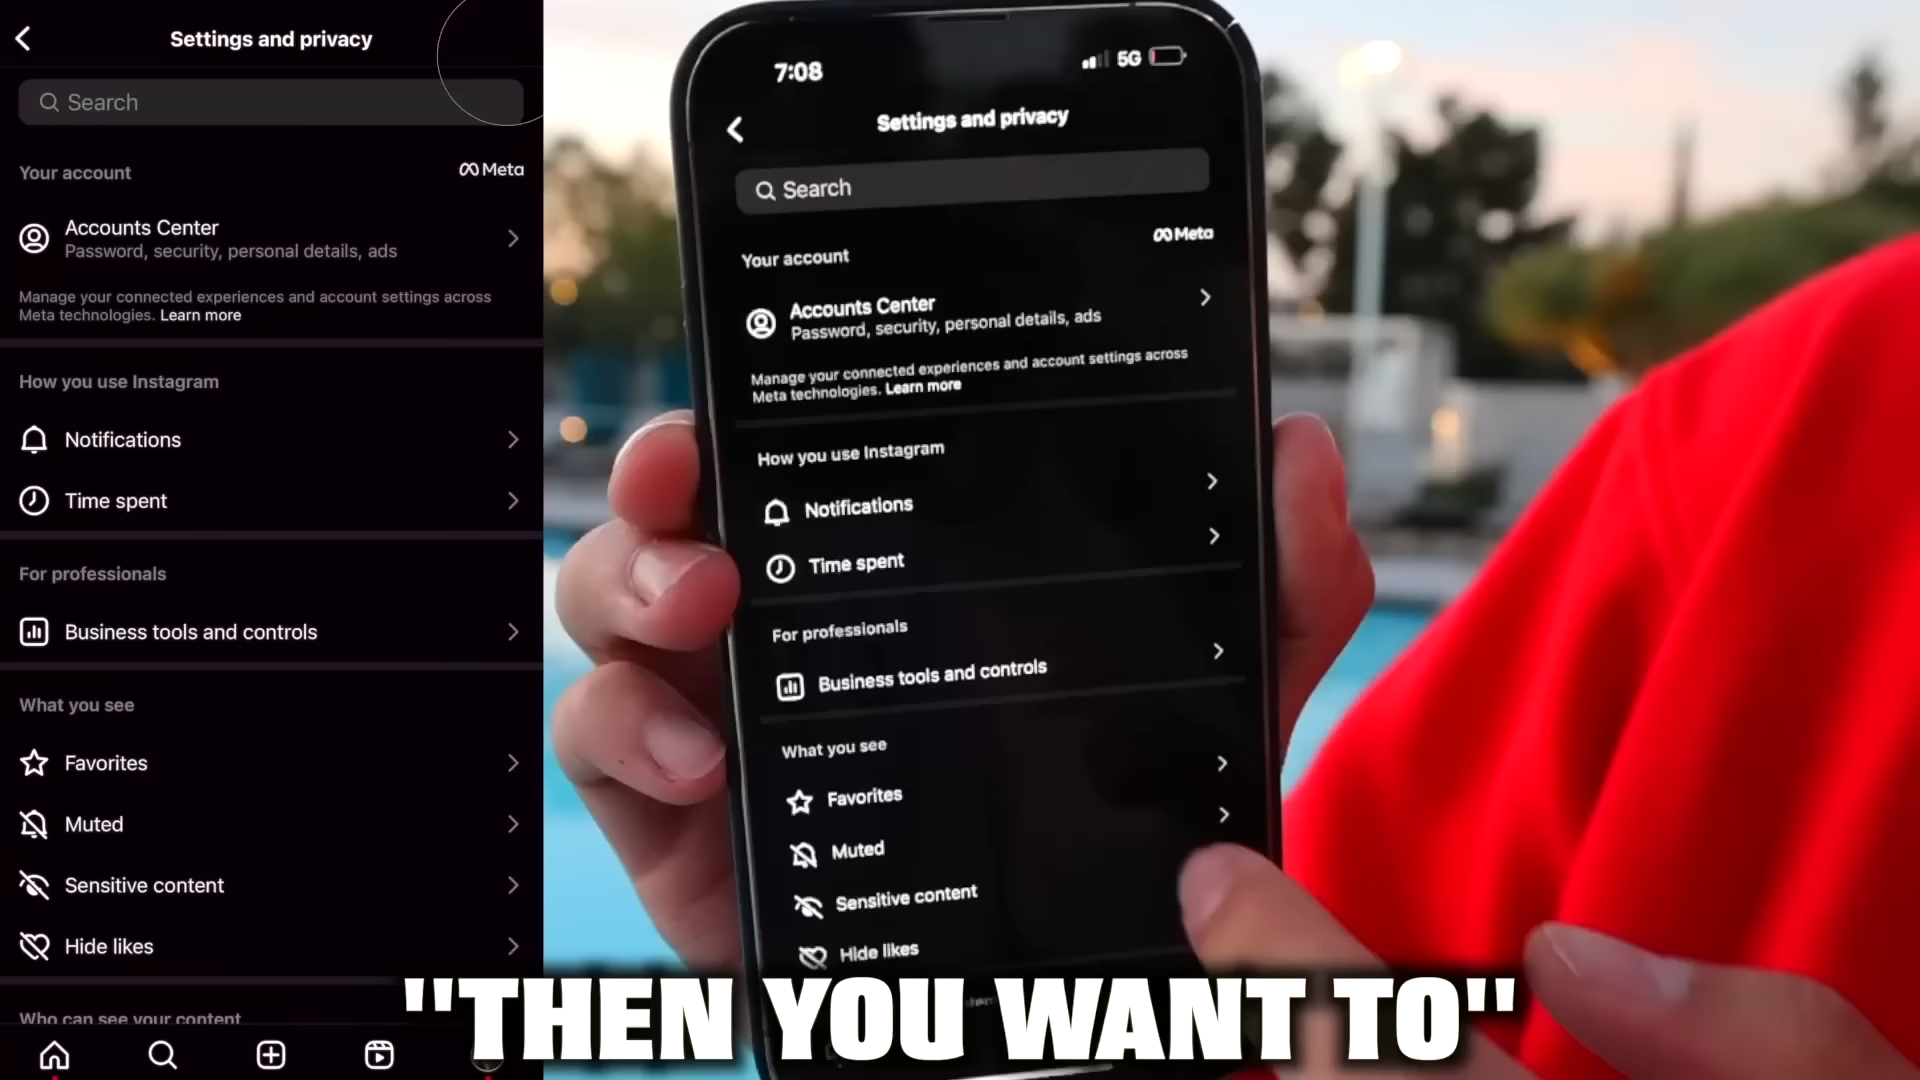 Settings and privacy
Search
Your account
Meta
Accounts Center
Password, security, personal details, ads
Manage your connected experiences and account settings across
Meta technologies. Learn more
How you use Instagram
Notifications
Time spent
For professionals
Business tools and controls
What you see
Favorites
Muted
Sensitive content
Hide likes
Who can see your content
7:08
5G
Settings and privacy
Search
Meta
Your account
Accounts Center
Password, security, personal details, ads
Manage your connected experiences and account settings across
Meta technologies. Learn more
How you use Instagram
Notifications
Time spent
For professionals
Business tools and controls
What you see
Favorites
Muted
Sensitive content
Hide likes
"THEN YOU WANT TO"